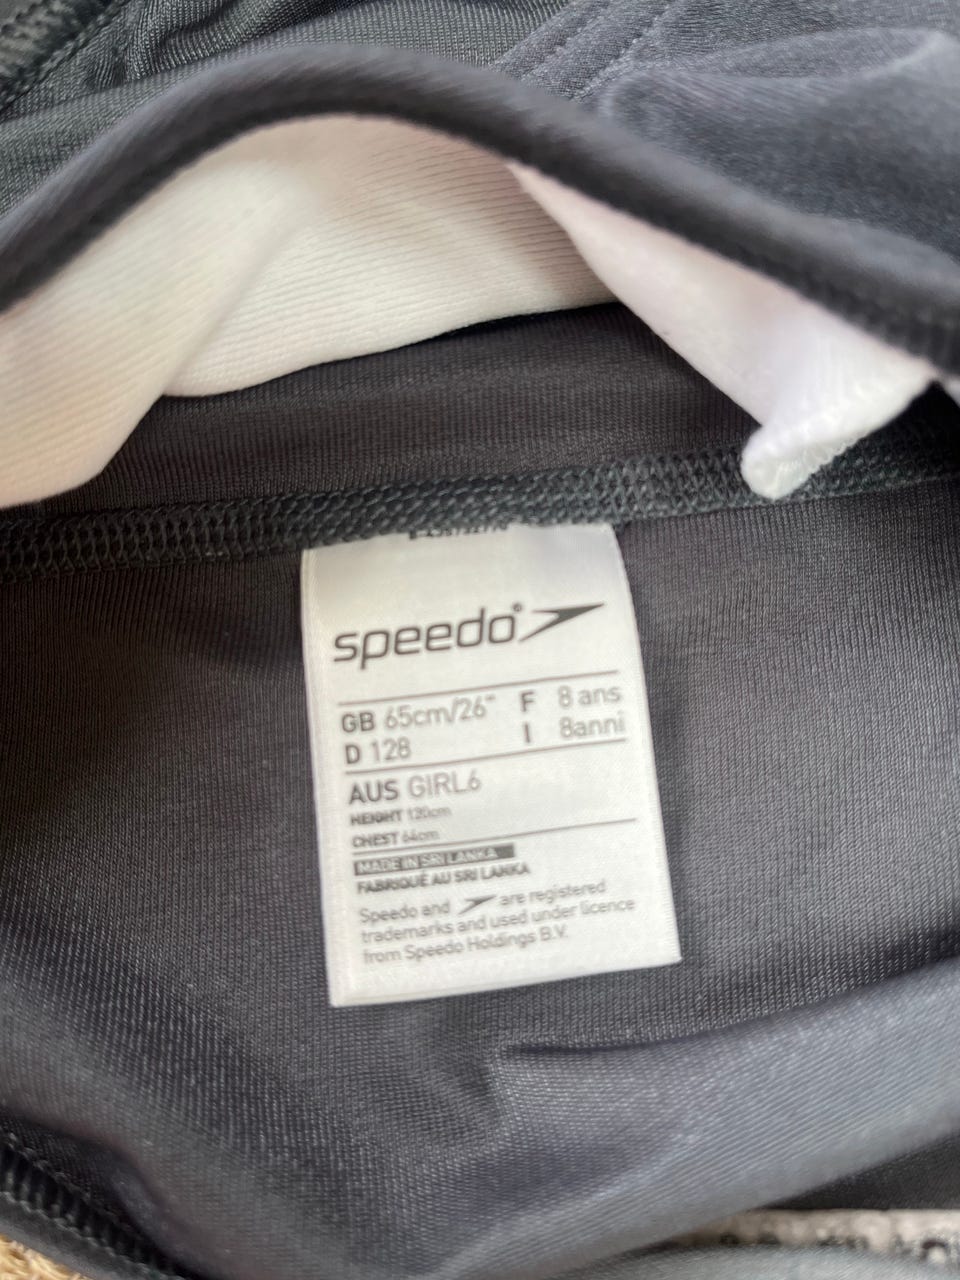 speedo®
GB 65cm/26" F 8 ans
D 128 I 8anni
AUS GIRL6
HEIGHT 120cm
CHEST 64cm
MADE IN SRI LANKA
FABRIQUÉ AU SRI LANKA
Speedo and are registered
trademarks and used under licence
from Speedo Holdings B.V.